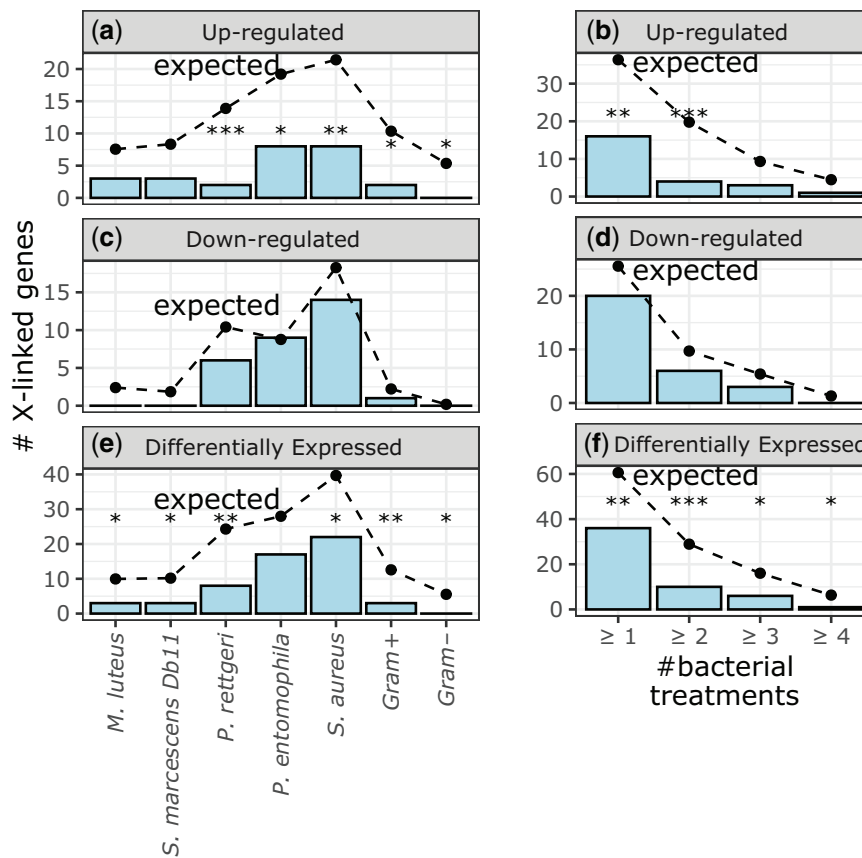 (a) Up-regulated
expected
20
15
10
5
0
*** * ** * *
(b) Up-regulated
expected
30
20
10
0
** ***
# X-linked genes
(c) Down-regulated
expected
15
10
5
0
(d) Down-regulated
expected
20
10
0
(e) Differentially Expressed
expected
40
30
20
10
0
* * ** * ** *
M. luteus
S. marcescens Db11
P. rettgeri
P. entomophila
S. aureus
Gram+
Gram−
(f) Differentially Expressed
expected
60
40
20
0
** *** * *
≥ 1 ≥ 2 ≥ 3 ≥ 4
#bacterial
treatments